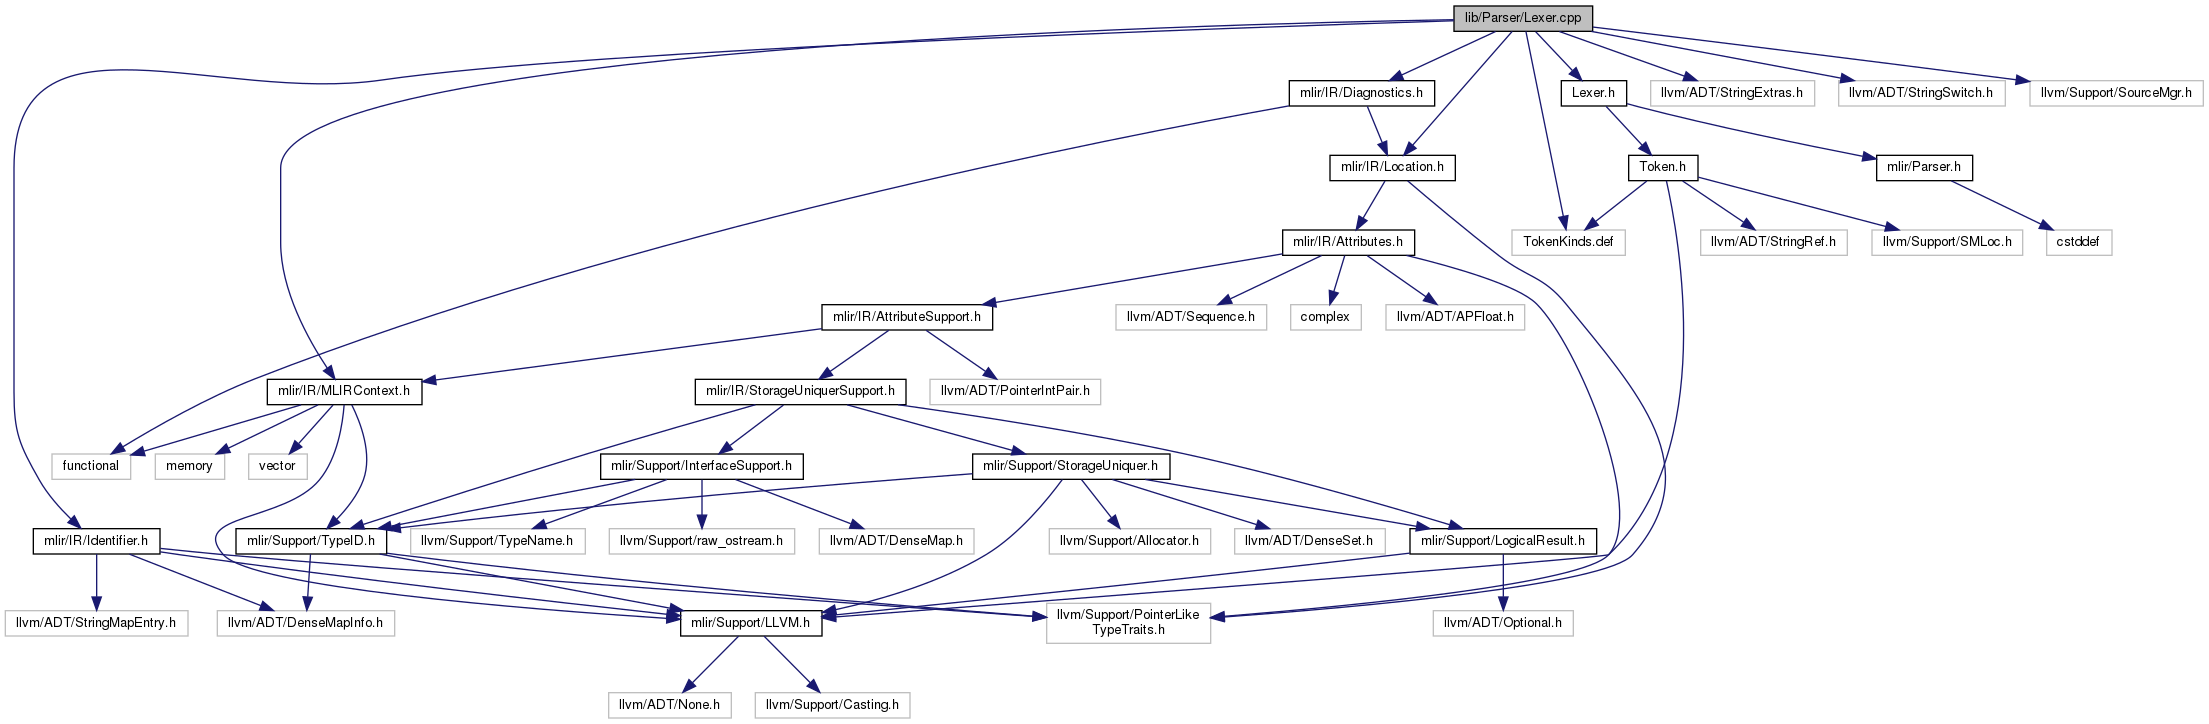 lib/Parser/Lexer.cpp
mlir/IR/Diagnostics.h
Lexer.h
llvm/ADT/StringExtras.h
llvm/ADT/StringSwitch.h
llvm/Support/SourceMgr.h
mlir/IR/Location.h
Token.h
mlir/Parser.h
mlir/IR/Attributes.h
TokenKinds.def
llvm/ADT/StringRef.h
llvm/Support/SMLoc.h
cstddef
mlir/IR/AttributeSupport.h
llvm/ADT/Sequence.h
complex
llvm/ADT/APFloat.h
mlir/IR/MLIRContext.h
mlir/IR/StorageUniquerSupport.h
llvm/ADT/PointerIntPair.h
functional
memory
vector
mlir/Support/InterfaceSupport.h
mlir/Support/StorageUniquer.h
mlir/IR/Identifier.h
mlir/Support/TypeID.h
llvm/Support/TypeName.h
llvm/Support/raw_ostream.h
llvm/ADT/DenseMap.h
llvm/Support/Allocator.h
llvm/ADT/DenseSet.h
mlir/Support/LogicalResult.h
llvm/ADT/StringMapEntry.h
llvm/ADT/DenseMapInfo.h
mlir/Support/LLVM.h
llvm/Support/PointerLike
TypeTraits.h
llvm/ADT/Optional.h
llvm/ADT/None.h
llvm/Support/Casting.h